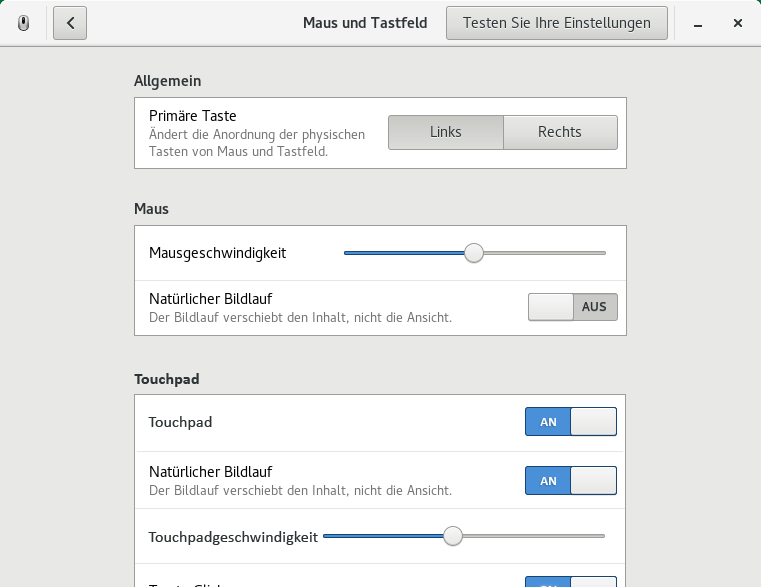 Maus und Tastfeld
Testen Sie Ihre Einstellungen
Allgemein
Primäre Taste
Ändert die Anordnung der physischen
Tasten von Maus und Tastfeld.
Links
Rechts
Maus
Mausgeschwindigkeit
Natürlicher Bildlauf
Der Bildlauf verschiebt den Inhalt, nicht die Ansicht.
AUS
Touchpad
Touchpad
AN
Natürlicher Bildlauf
Der Bildlauf verschiebt den Inhalt, nicht die Ansicht.
AN
Touchpadgeschwindigkeit